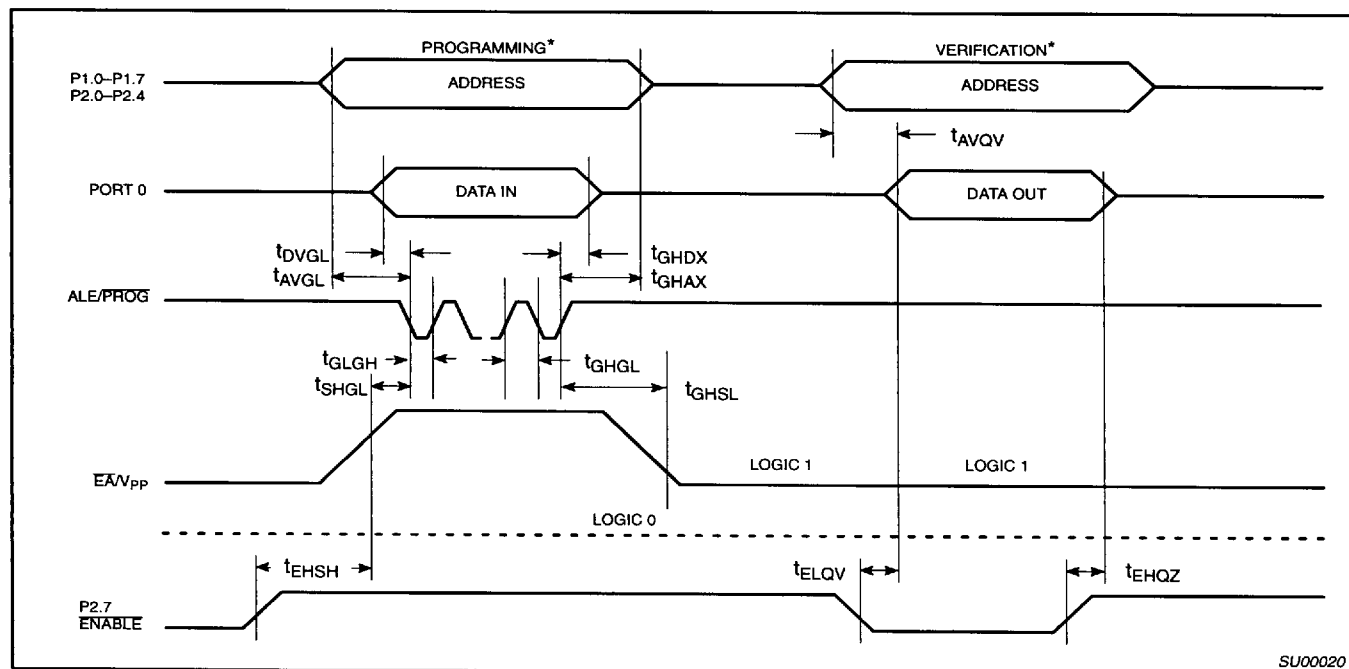 PROGRAMMING* VERIFICATION*
P1.0–P1.7
P2.0–P2.4
ADDRESS ADDRESS
tAVQV
PORT 0 DATA IN DATA OUT
tDVGL tGHDX
tAVGL tGHAX
ALE/PROG
tGLGH tGHGL
tSHGL tGHSL
EA/VPP LOGIC 1 LOGIC 1
LOGIC 0
tEHSH tELQV tEHQZ
P2.7
ENABLE
SU00020